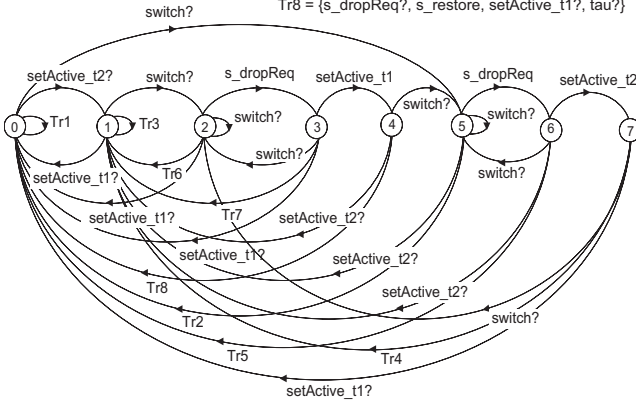 Tr8 = {s_dropReq?, s_restore, setActive_t1?, tau?}
switch?
setActive_t2?
switch?
s_dropReq
setActive_t1
switch?
s_dropReq
setActive_t2
0
Tr1
1
Tr3
2
switch?
3
4
5
switch?
6
7
setActive_t1?
Tr6
switch?
switch?
setActive_t1?
Tr7
setActive_t2?
setActive_t1?
setActive_t2?
Tr8
setActive_t2?
Tr2
switch?
Tr5
Tr4
setActive_t1?